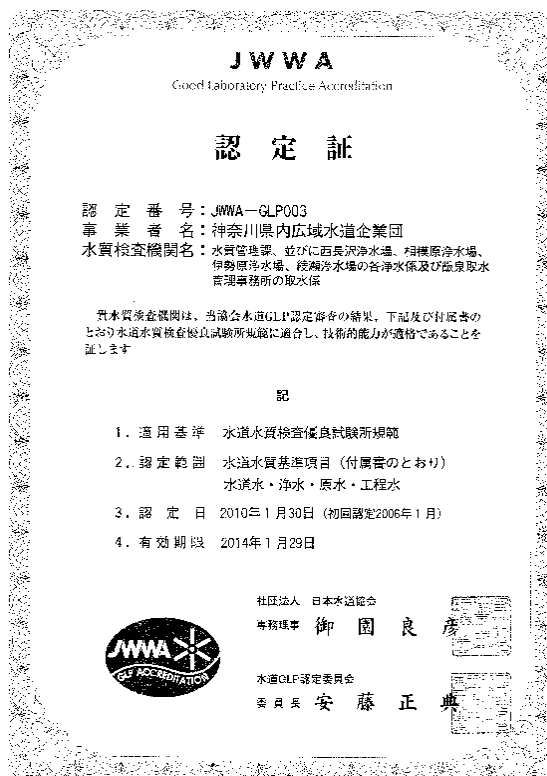 JWWA
Good Laboratory Practice Accreditation
認定証
認定番号：JWWA－GLP003
事業者名：神奈川県内広域水道企業団
水質検査機関名：水質管理課、並びに西長沢浄水場、相模原浄水場、
伊勢原浄水場、綾瀬浄水場の各浄水係及び飯泉取水
管理事務所の取水係
貴水質検査機関は、当協会水道GLP認定審査の結果、下記及び付属書の
とおり水道水質検査優良試験所規範に適合し、技術的能力が適格であることを
証します
記
1．適用基準 水道水質検査優良試験所規範
2．認定範囲 水道水質基準項目（付属書のとおり）
水道水・浄水・原水・工程水
3．認定日 2010年1月30日（初回認定2006年1月）
4．有効期限 2014年1月29日
社団法人 日本水道協会
専務理事 御園良彦
JWWA
GLP ACCREDITATION
水道GLP認定委員会
委員長 安藤正典